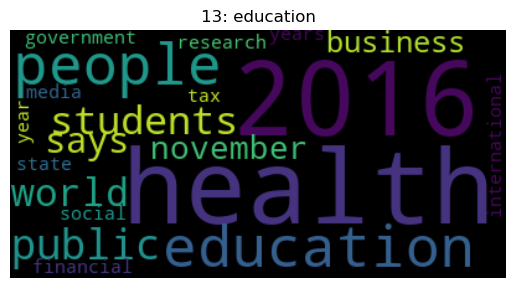 13: education
government
research
years
business
people
2016
media
tax
year
students
says
november
international
state
health
world
social
public
education
financial